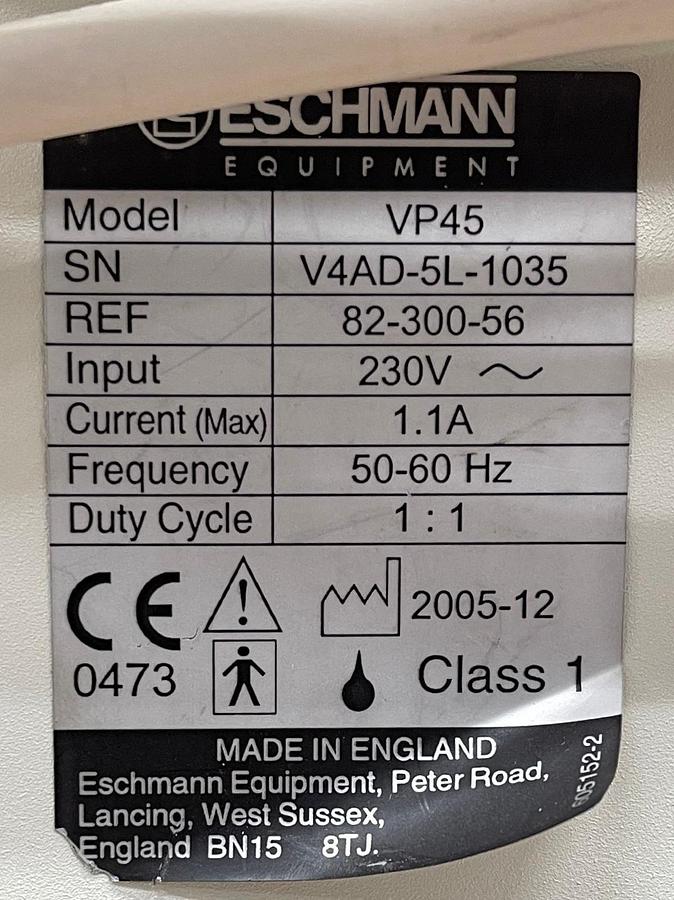 ESCHMANN
EQUIPMENT
Model VP45
SN V4AD-5L-1035
REF 82-300-56
Input 230V ~
Current (Max) 1.1A
Frequency 50-60 Hz
Duty Cycle 1 : 1
CE 2005-12
0473 Class 1
MADE IN ENGLAND
Eschmann Equipment, Peter Road,
Lancing, West Sussex,
England BN15 8TJ.
605152-2